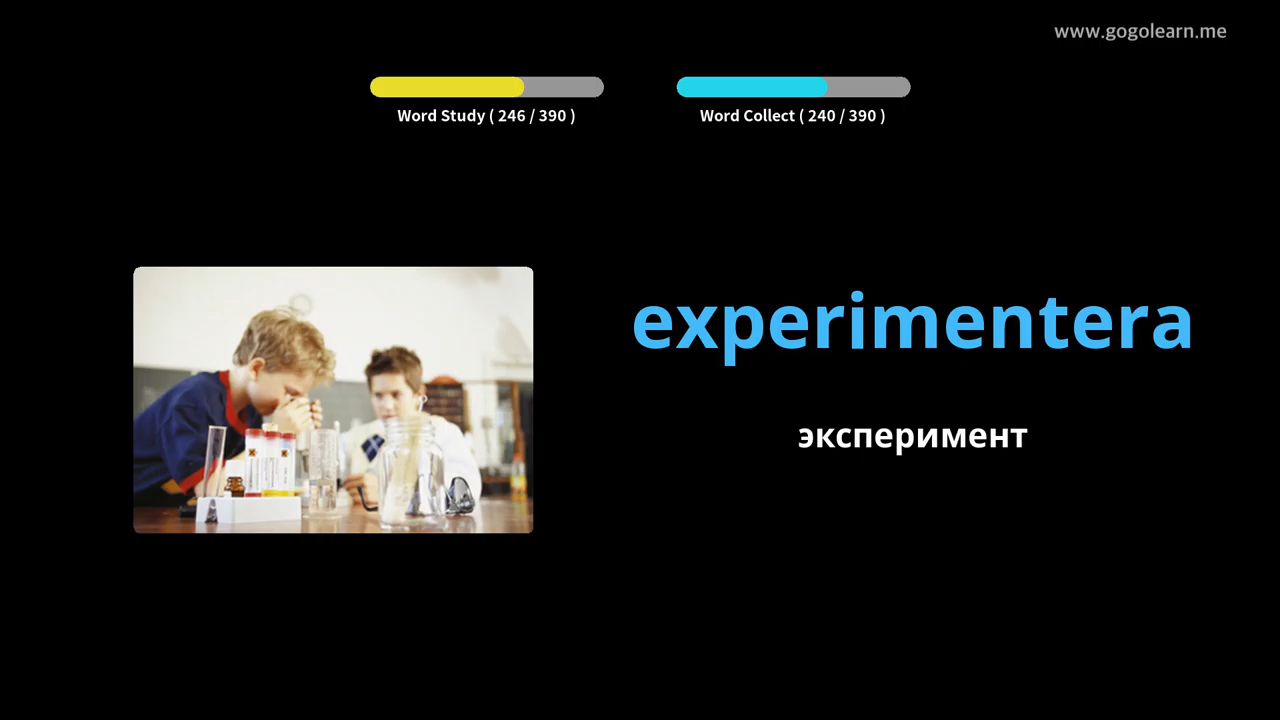 www.gogolearn.me
Word Study ( 246 / 390 )
Word Collect ( 240 / 390 )
experimentera
эксперимент